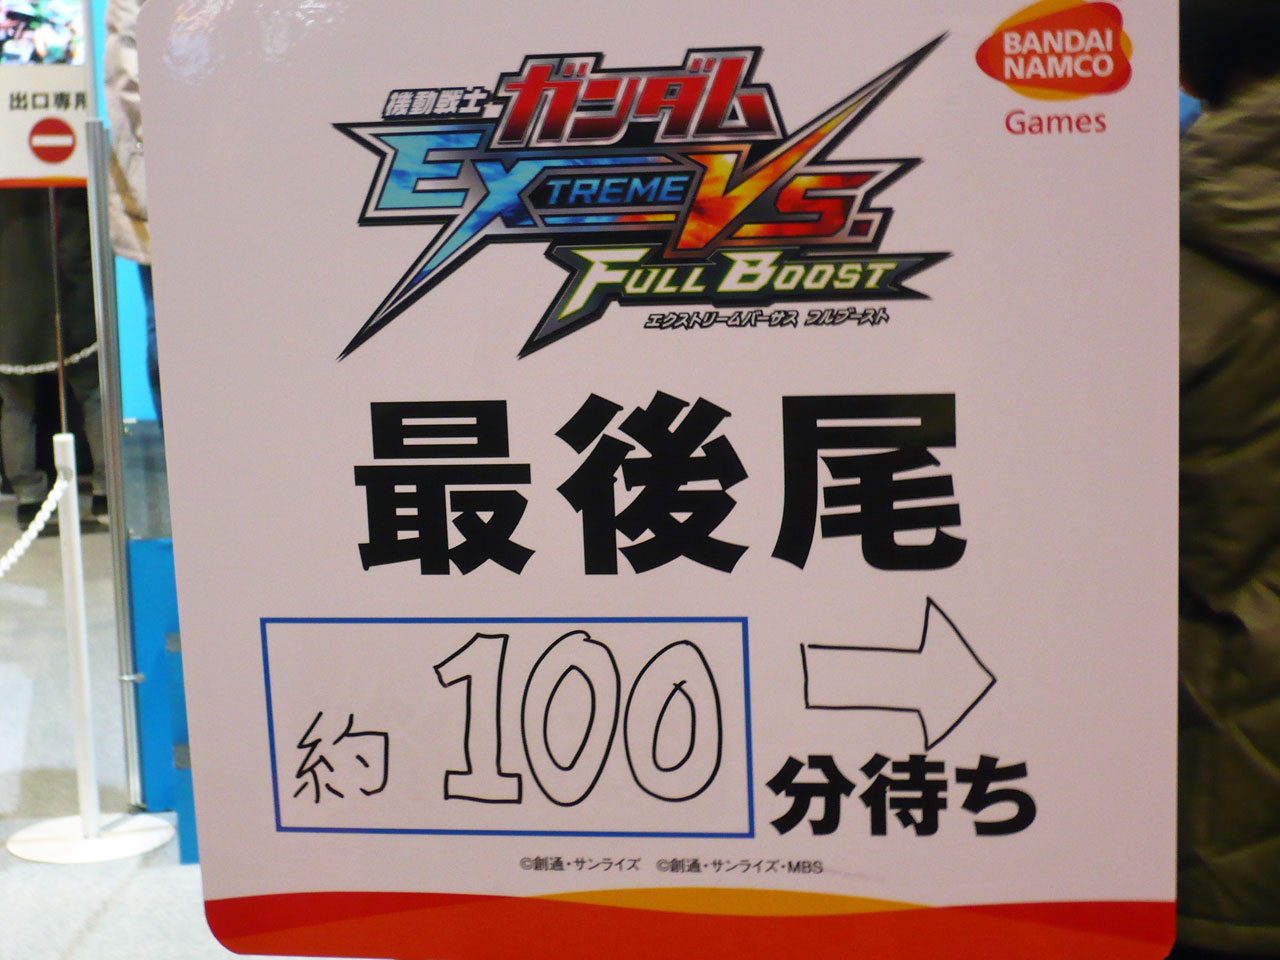 出口専用
BANDAI
NAMCO
Games
機動戦士
ガンダム
EXTREME VS.
FULL BOOST
エクストリームバーサス フルブースト
最後尾
約 100
分待ち
©創通・サンライズ ©創通・サンライズ・MBS